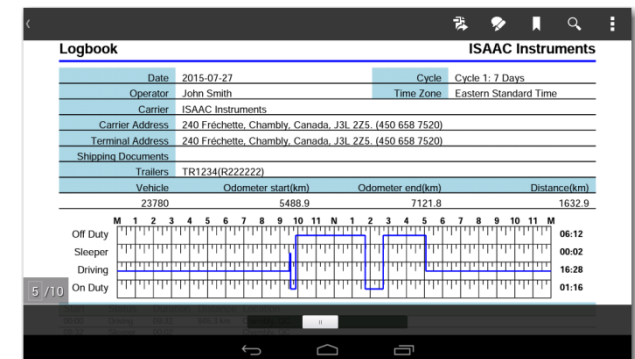 Logbook ISAAC Instruments
Date 2015-07-27 Cycle Cycle 1: 7 Days
Operator John Smith Time Zone Eastern Standard Time
Carrier ISAAC Instruments
Carrier Address 240 Fréchette, Chambly, Canada, J3L 2Z5. (450 658 7520)
Terminal Address 240 Fréchette, Chambly, Canada, J3L 2Z5. (450 658 7520)
Shipping Documents
Trailers TR1234(R222222)
Vehicle Odometer start(km) Odometer end(km) Distance(km)
23780 5488.9 7121.8 1632.9
M 1 2 3 4 5 6 7 8 9 10 11 N 1 2 3 4 5 6 7 8 9 10 11 M
Off Duty 06:12
Sleeper 00:02
Driving 16:28
On Duty 01:16
5 /10